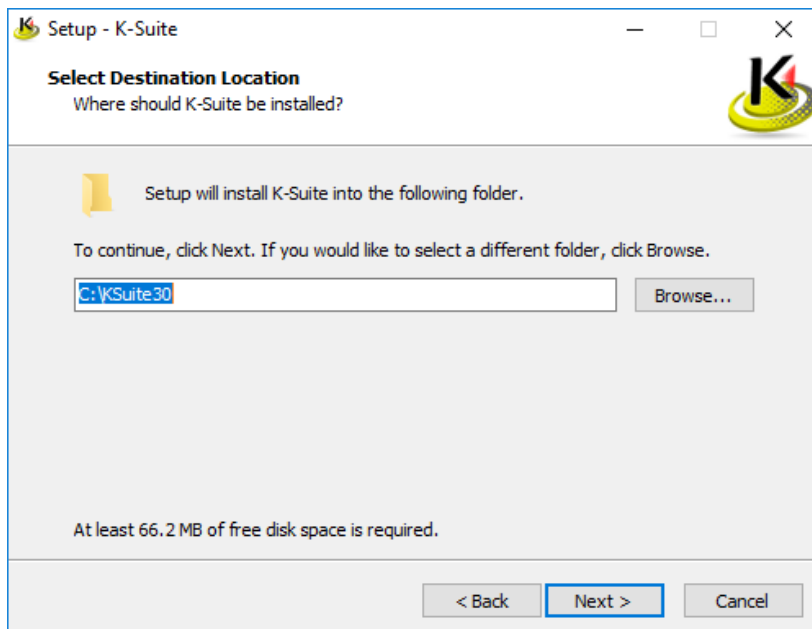 Setup - K-Suite
Select Destination Location
Where should K-Suite be installed?
K
Setup will install K-Suite into the following folder.
To continue, click Next. If you would like to select a different folder, click Browse.
C:\KSuite30
Browse...
At least 66.2 MB of free disk space is required.
< Back
Next >
Cancel